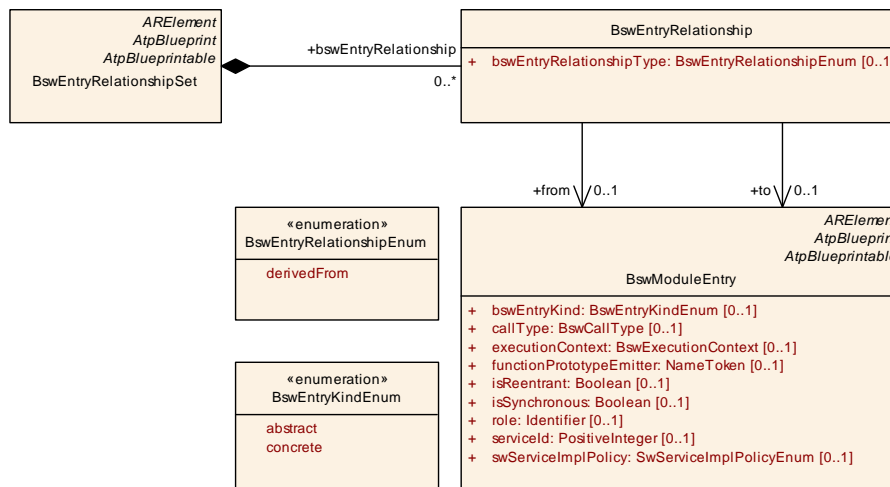 ARElement
AtpBlueprint
AtpBlueprintable
BswEntryRelationshipSet
+bswEntryRelationship
0..*
BswEntryRelationship
+ bswEntryRelationshipType: BswEntryRelationshipEnum [0..1
+from 0..1
+to 0..1
«enumeration»
BswEntryRelationshipEnum
derivedFrom
ARElemen
AtpBlueprin
AtpBlueprintable
BswModuleEntry
+ bswEntryKind: BswEntryKindEnum [0..1]
+ callType: BswCallType [0..1]
+ executionContext: BswExecutionContext [0..1]
+ functionPrototypeEmitter: NameToken [0..1]
+ isReentrant: Boolean [0..1]
+ isSynchronous: Boolean [0..1]
+ role: Identifier [0..1]
+ serviceId: PositiveInteger [0..1]
+ swServiceImplPolicy: SwServiceImplPolicyEnum [0..1]
«enumeration»
BswEntryKindEnum
abstract
concrete